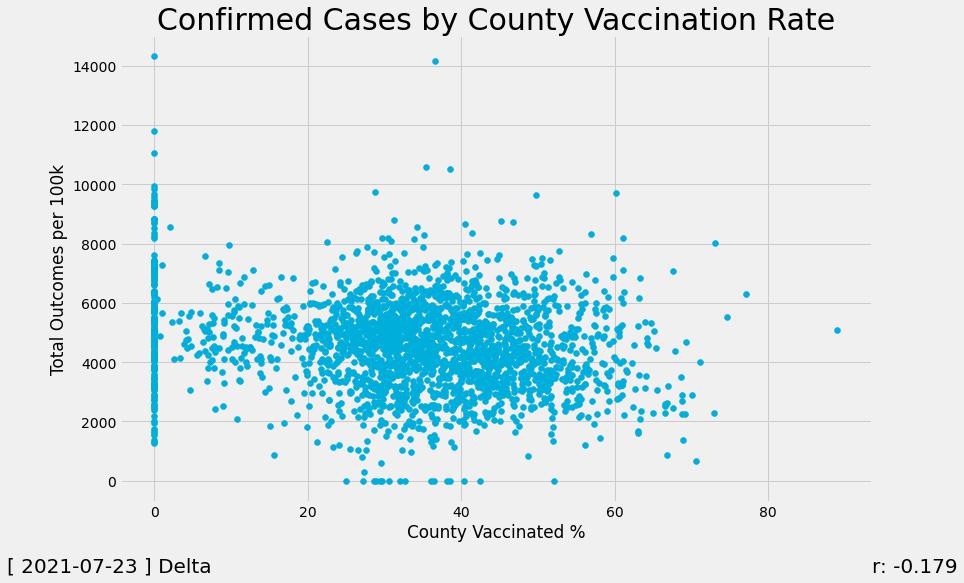 Confirmed Cases by County Vaccination Rate
14000
12000
10000
8000
6000
4000
2000
0
Total Outcomes per 100k
0 20 40 60 80
County Vaccinated %
[ 2021-07-23 ] Delta
r: -0.179